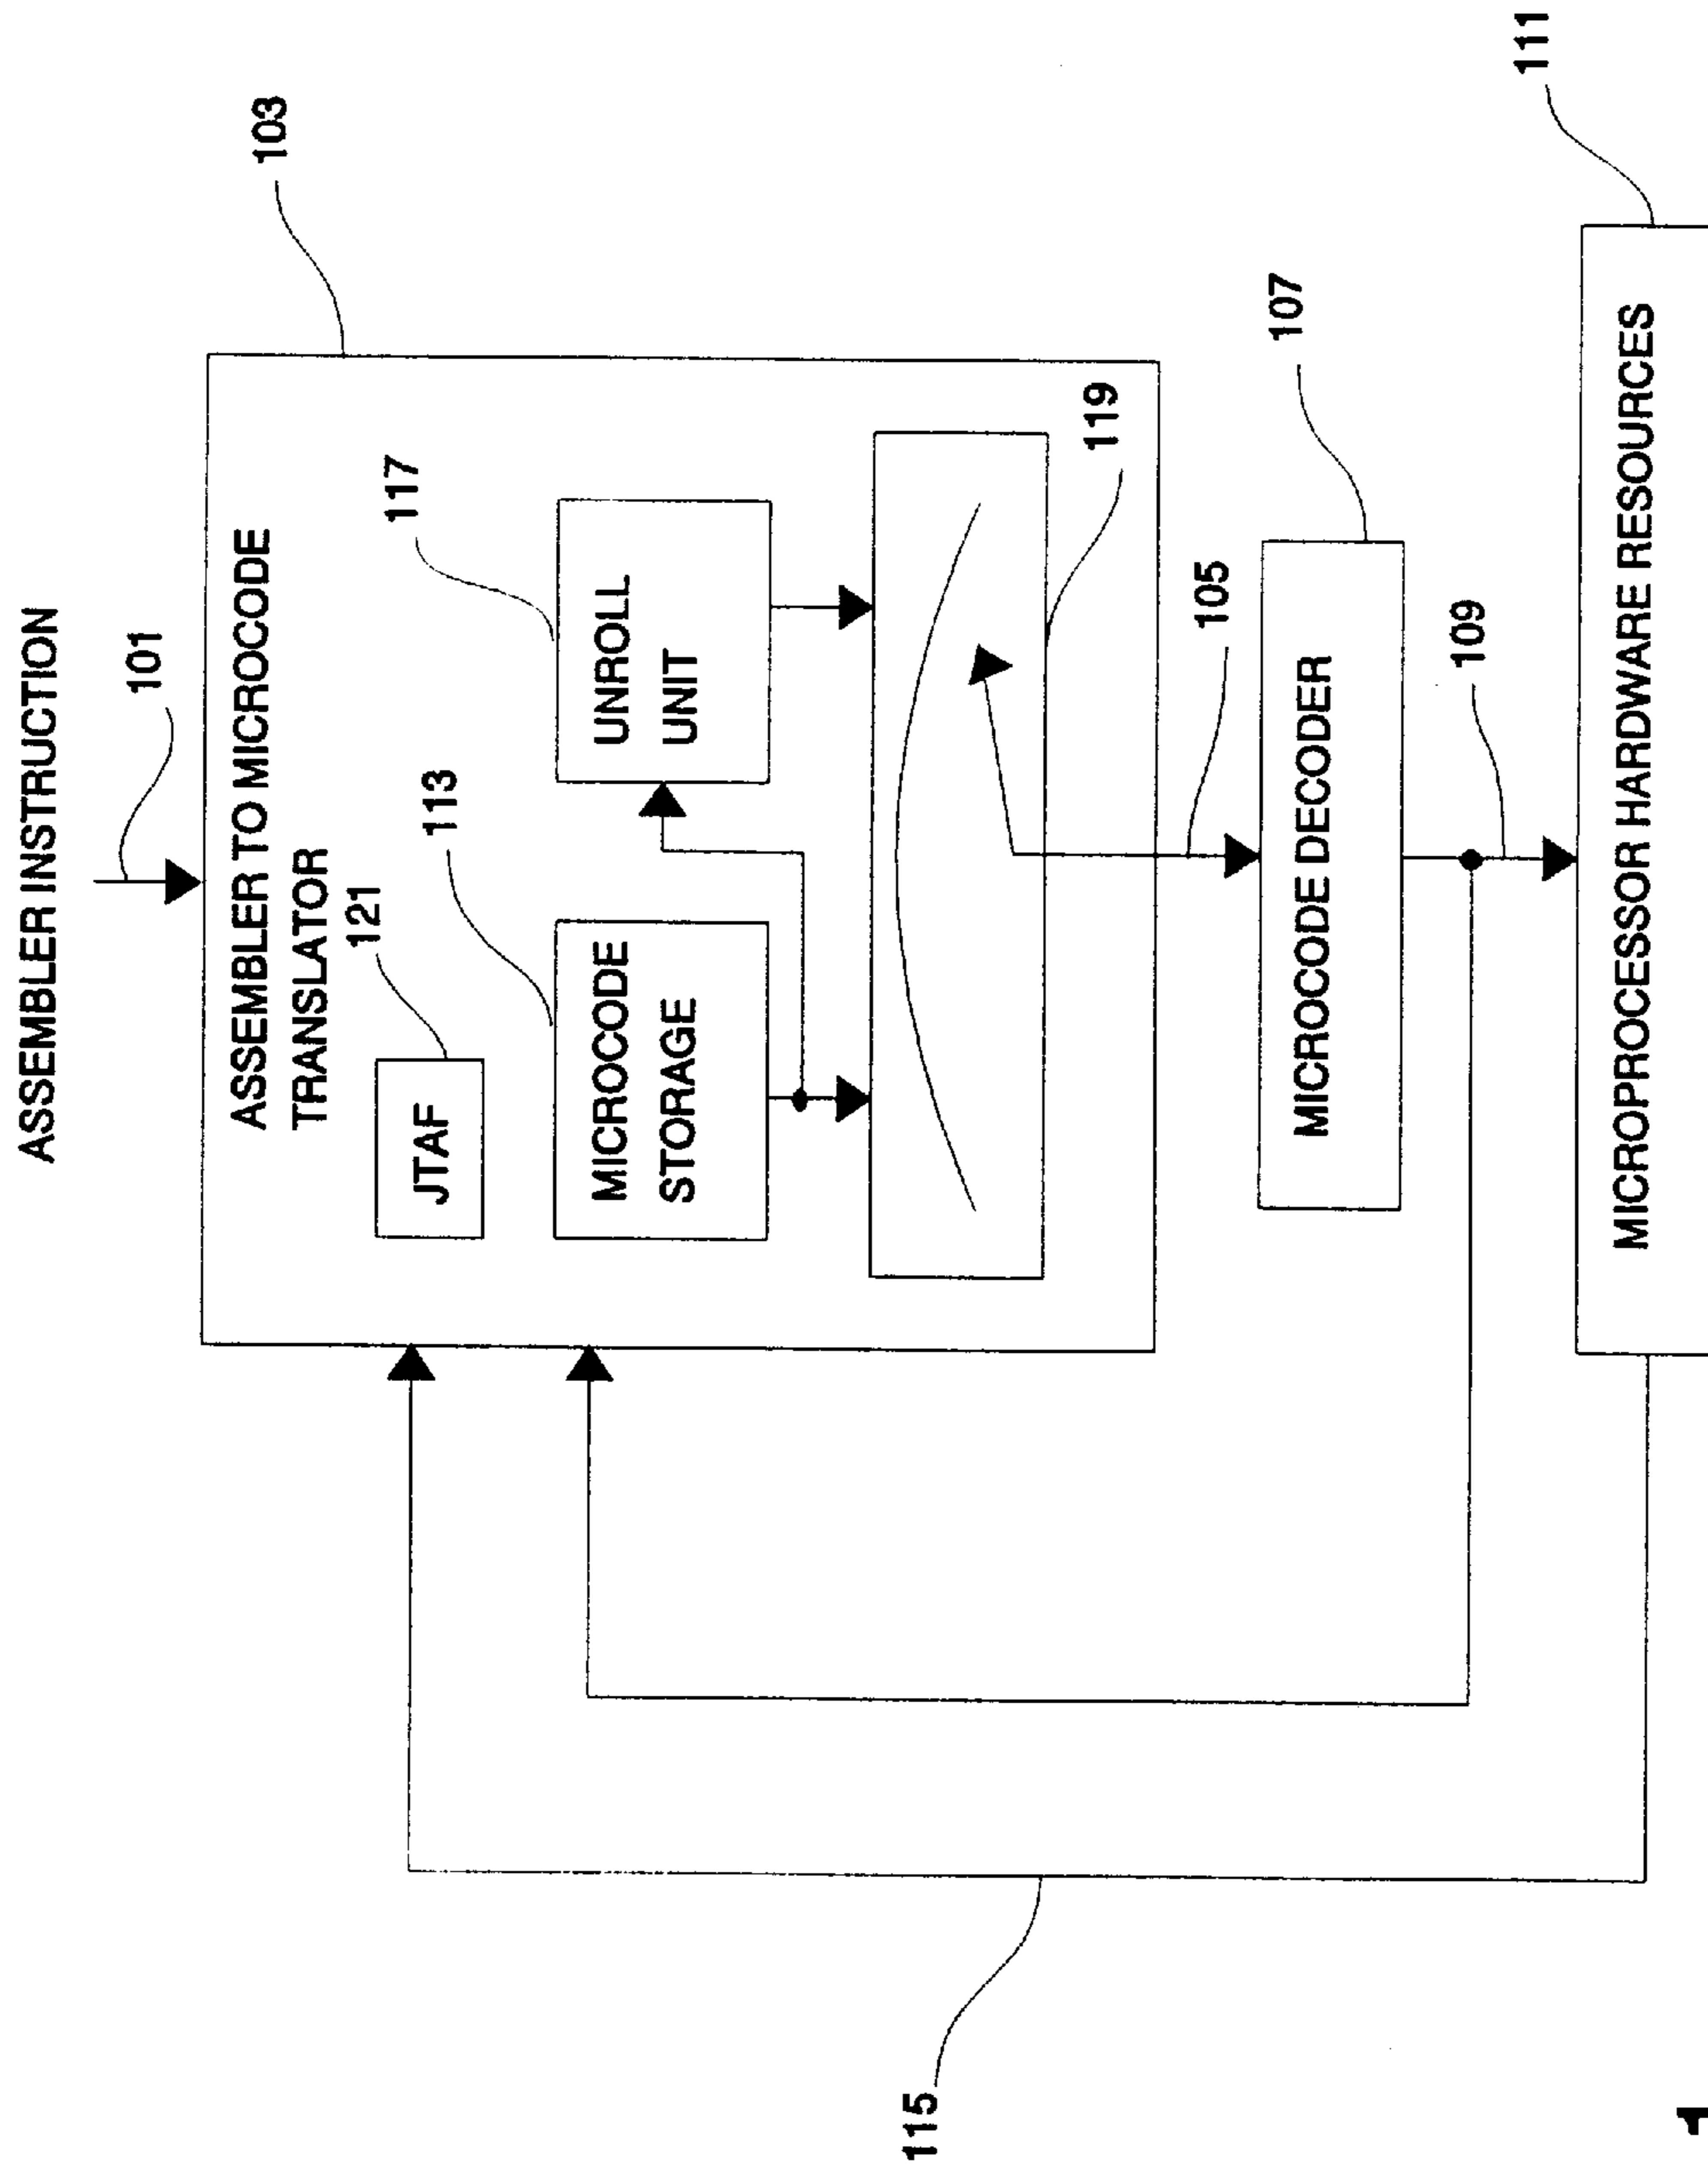 ASSEMBLER INSTRUCTION
101
103
ASSEMBLER TO MICROCODE
TRANSLATOR
121
JTAF
113
117
MICROCODE
STORAGE
UNROLL
UNIT
119
105
107
MICROCODE DECODER
109
111
MICROPROCESSOR HARDWARE RESOURCES
115